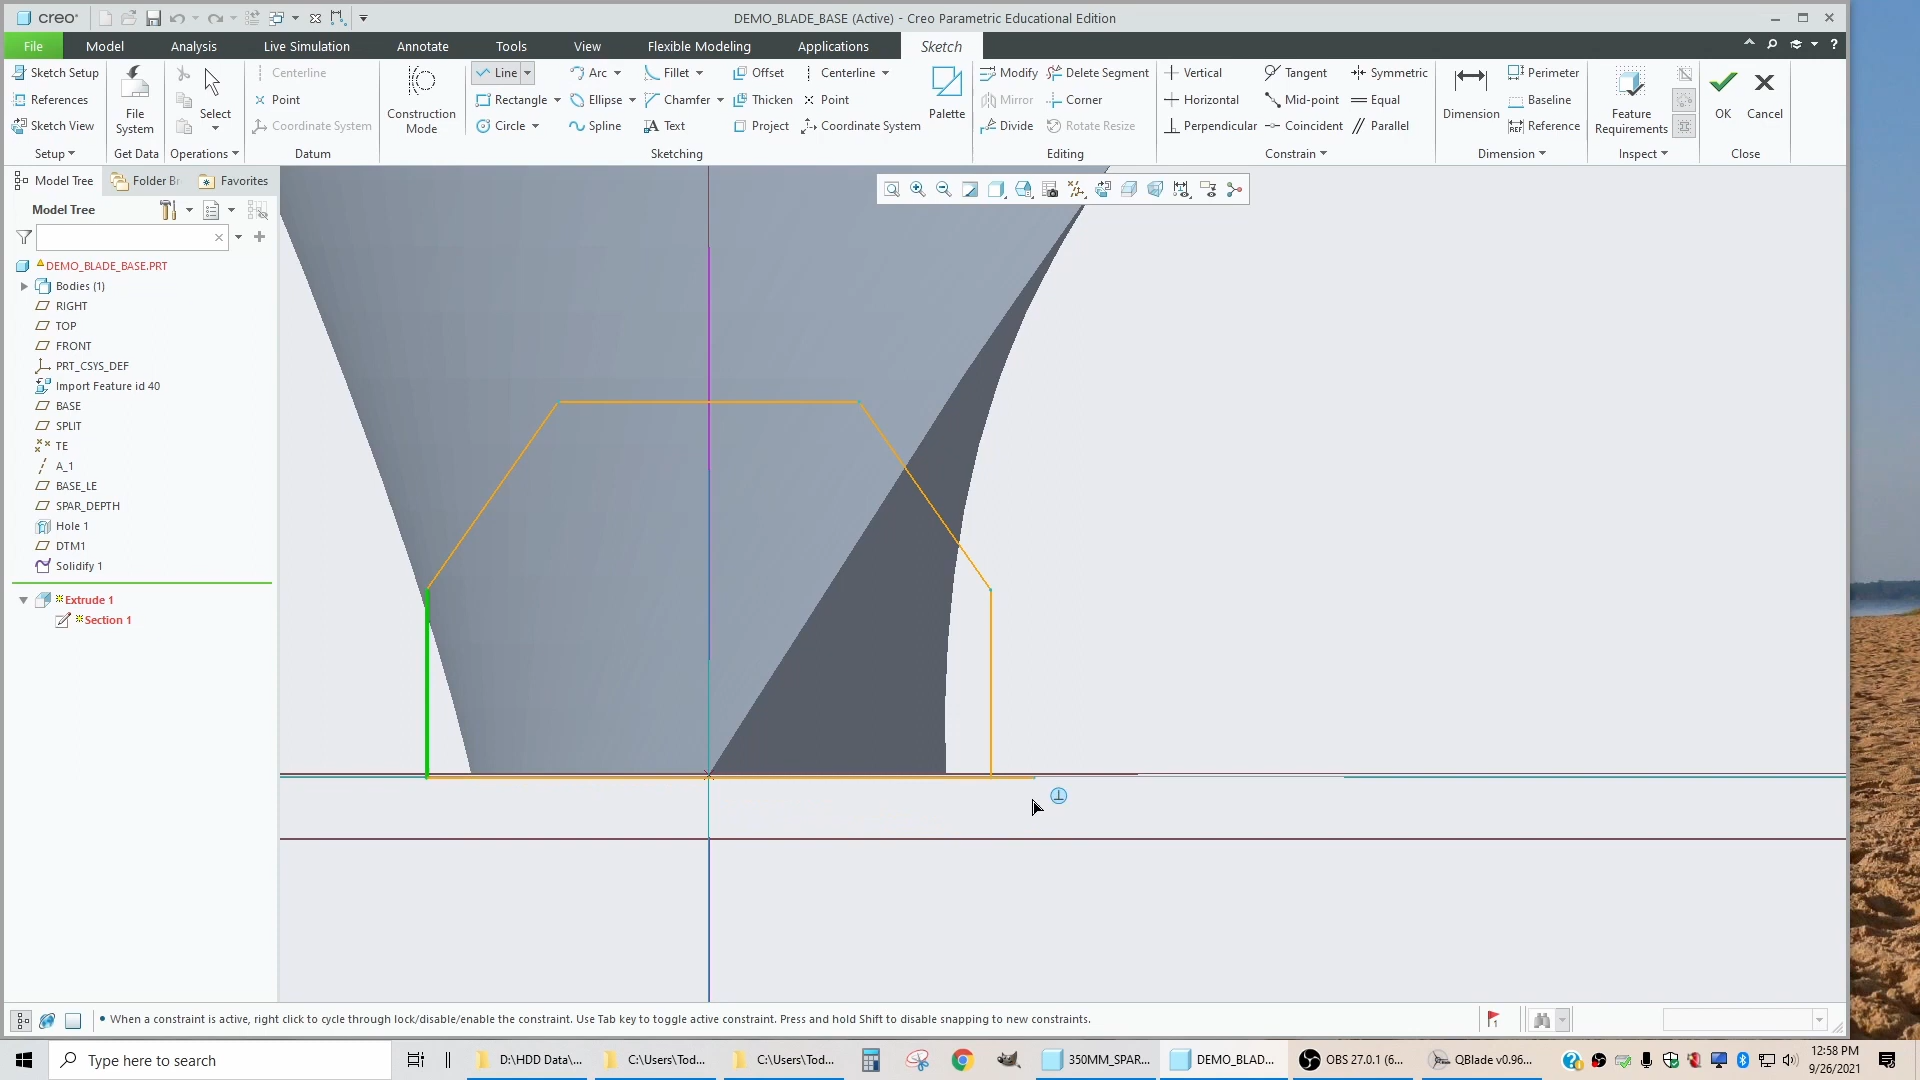 creo DEMO_BLADE_BASE (Active) - Creo Parametric Educational Edition
File Model Analysis Live Simulation Annotate Tools View Flexible Modeling Applications Sketch
Sketch Setup Centerline Line Arc Fillet Offset Centerline Modify Delete Segment Vertical Tangent Symmetric Perimeter
References Point Rectangle Ellipse Chamfer Thicken Point Mirror Corner Horizontal Mid-point Equal Baseline
Sketch View Coordinate System Circle Spline Text Project Coordinate System Divide Rotate Resize Perpendicular Coincident Parallel Reference
File System Select Construction Mode Palette Dimension Feature Requirements OK Cancel
Setup Get Data Operations Datum Sketching Editing Constrain Dimension Inspect Close
Model Tree Folder Br Favorites
Model Tree
DEMO_BLADE_BASE.PRT
Bodies (1)
RIGHT
TOP
FRONT
PRT_CSYS_DEF
Import Feature id 40
BASE
SPLIT
TE
A_1
BASE_LE
SPAR_DEPTH
Hole 1
DTM1
Solidify 1
Extrude 1
Section 1
• When a constraint is active, right click to cycle through lock/disable/enable the constraint. Use Tab key to toggle active constraint. Press and hold Shift to disable snapping to new constraints.
1
Type here to search D:\HDD Data\... C:\Users\Tod... C:\Users\Tod... 350MM_SPAR... DEMO_BLAD... OBS 27.0.1 (6... QBlade v0.96... 12:58 PM
9/26/2021